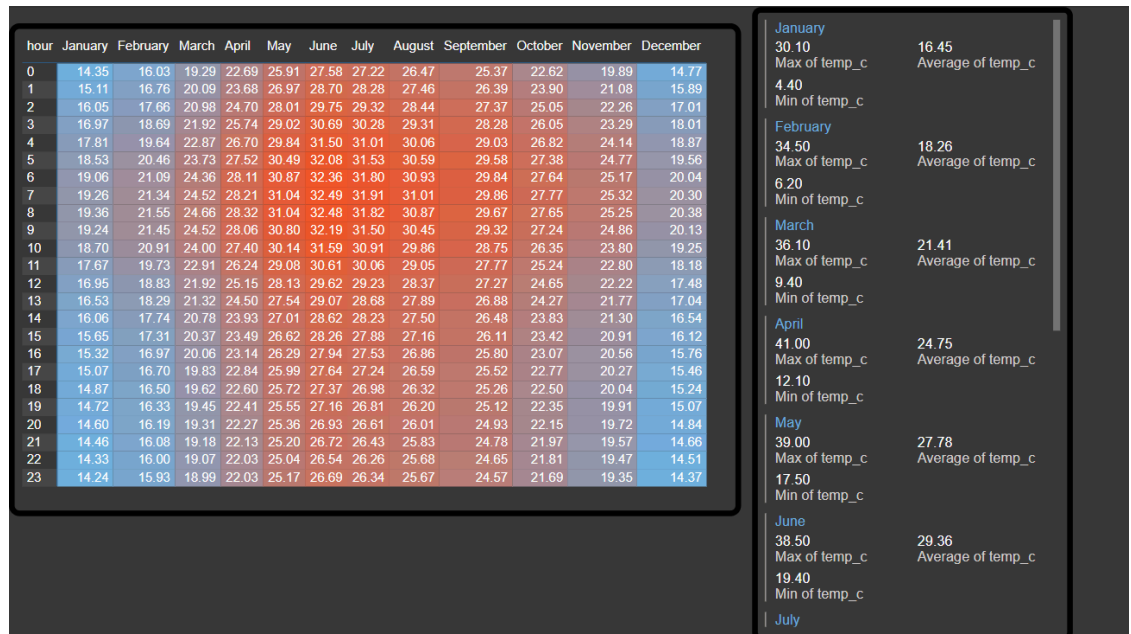 hour January February March April May June July August September October November December
0 14.35 16.03 19.29 22.69 25.91 27.58 27.22 26.47 25.37 22.62 19.89 14.77
1 15.11 16.76 20.09 23.68 26.97 28.70 28.28 27.46 26.39 23.90 21.08 15.89
2 16.05 17.66 20.98 24.70 28.01 29.75 29.32 28.44 27.37 25.05 22.26 17.01
3 16.97 18.69 21.92 25.74 29.02 30.69 30.28 29.31 28.28 26.05 23.29 18.01
4 17.81 19.64 22.87 26.70 29.84 31.50 31.01 30.06 29.03 26.82 24.14 18.87
5 18.53 20.46 23.73 27.52 30.49 32.08 31.53 30.59 29.58 27.38 24.77 19.56
6 19.06 21.09 24.36 28.11 30.87 32.36 31.80 30.93 29.84 27.64 25.17 20.04
7 19.26 21.34 24.52 28.21 31.04 32.49 31.91 31.01 29.86 27.77 25.32 20.30
8 19.36 21.55 24.66 28.32 31.04 32.48 31.82 30.87 29.67 27.65 25.25 20.38
9 19.24 21.45 24.52 28.06 30.80 32.19 31.50 30.45 29.32 27.24 24.86 20.13
10 18.70 20.91 24.00 27.40 30.14 31.59 30.91 29.86 28.75 26.35 23.80 19.25
11 17.67 19.73 22.91 26.24 29.08 30.61 30.06 29.05 27.77 25.24 22.80 18.18
12 16.95 18.83 21.92 25.15 28.13 29.62 29.23 28.37 27.27 24.65 22.22 17.48
13 16.53 18.29 21.32 24.50 27.54 29.07 28.68 27.89 26.88 24.27 21.77 17.04
14 16.06 17.74 20.78 23.93 27.01 28.62 28.23 27.50 26.48 23.83 21.30 16.54
15 15.65 17.31 20.37 23.49 26.62 28.26 27.88 27.16 26.11 23.42 20.91 16.12
16 15.32 16.97 20.06 23.14 26.29 27.94 27.53 26.86 25.80 23.07 20.56 15.76
17 15.07 16.70 19.83 22.84 25.99 27.64 27.24 26.59 25.52 22.77 20.27 15.46
18 14.87 16.50 19.62 22.60 25.72 27.37 26.98 26.32 25.26 22.50 20.04 15.24
19 14.72 16.33 19.45 22.41 25.55 27.16 26.81 26.20 25.12 22.35 19.91 15.07
20 14.60 16.19 19.31 22.27 25.36 26.93 26.61 26.01 24.93 22.15 19.72 14.84
21 14.46 16.08 19.18 22.13 25.20 26.72 26.43 25.83 24.78 21.97 19.57 14.66
22 14.33 16.00 19.07 22.03 25.04 26.54 26.26 25.68 24.65 21.81 19.47 14.51
23 14.24 15.93 18.99 22.03 25.17 26.69 26.34 25.67 24.57 21.69 19.35 14.37
January
30.10 16.45
Max of temp_c Average of temp_c
4.40
Min of temp_c
February
34.50 18.26
Max of temp_c Average of temp_c
6.20
Min of temp_c
March
36.10 21.41
Max of temp_c Average of temp_c
9.40
Min of temp_c
April
41.00 24.75
Max of temp_c Average of temp_c
12.10
Min of temp_c
May
39.00 27.78
Max of temp_c Average of temp_c
17.50
Min of temp_c
June
38.50 29.36
Max of temp_c Average of temp_c
19.40
Min of temp_c
July